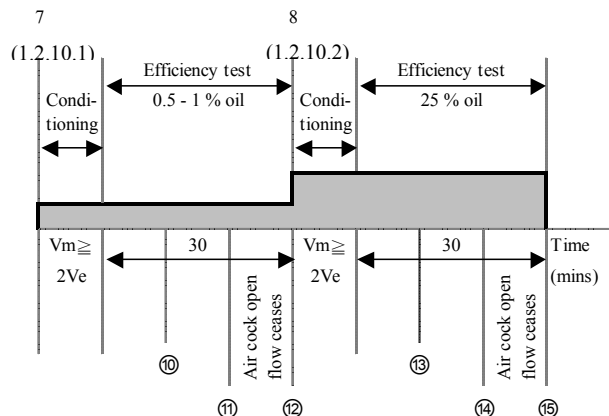 7
8
(1.2.10.1)
(1.2.10.2)
Efficiency test
Efficiency test
0.5 - 1 % oil
25 % oil
Condi-
tioning
Condi-
tioning
Vm≧
2Ve
30
Vm≧
2Ve
30
Time
(mins)
Air cock open
flow ceases
Air cock open
flow ceases
⑩
⑬
⑪
⑫
⑭
⑮